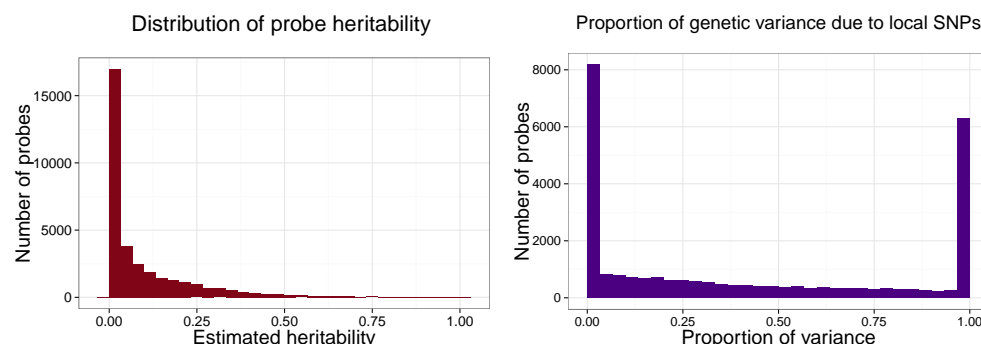 Distribution of probe heritability
Number of probes
15000
10000
5000
0
0.00 0.25 0.50 0.75 1.00
Estimated heritability
Proportion of genetic variance due to local SNPs
Number of probes
8000
6000
4000
2000
0
0.00 0.25 0.50 0.75 1.00
Proportion of variance